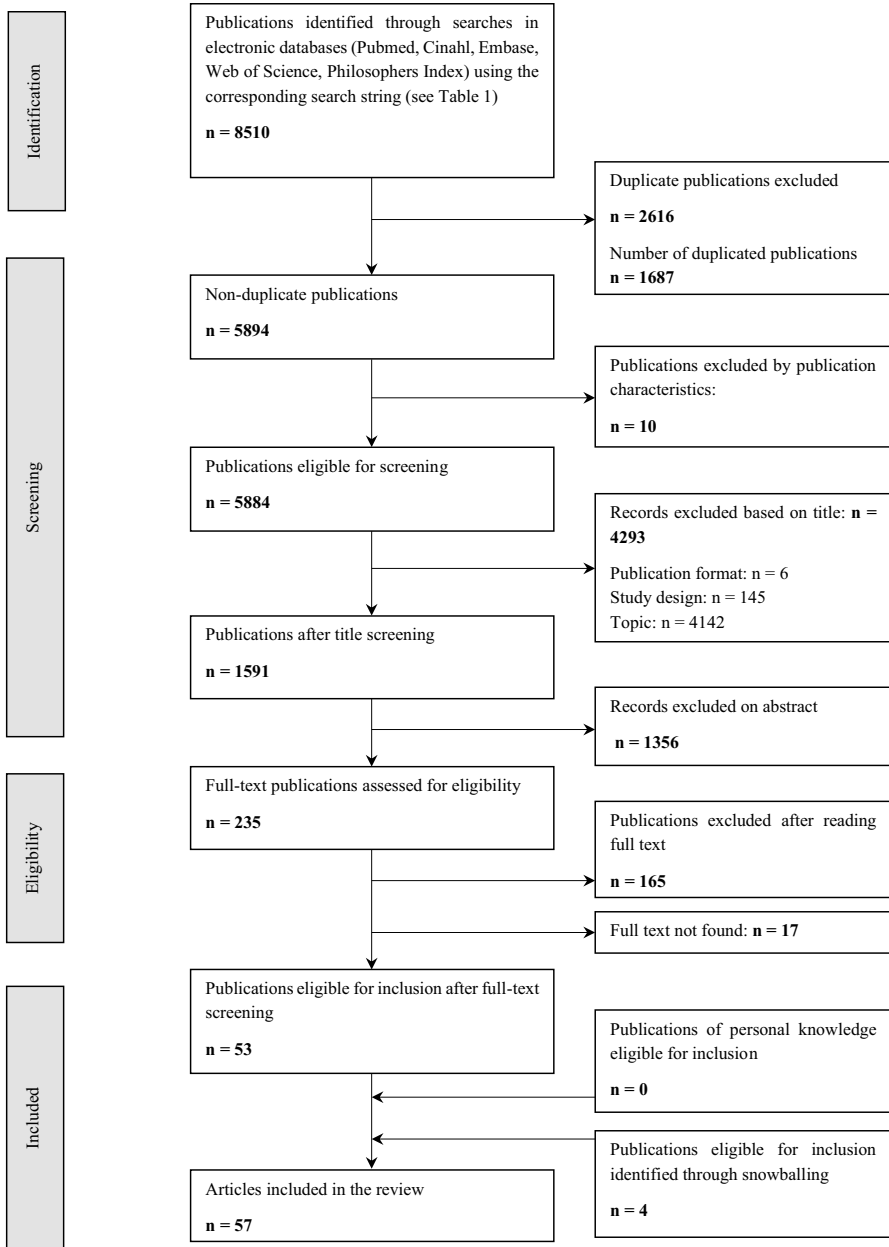 Identification
Publications identified through searches in
electronic databases (Pubmed, Cinahl, Embase,
Web of Science, Philosophers Index) using the
corresponding search string (see Table 1)
n = 8510
Duplicate publications excluded
n = 2616
Number of duplicated publications
n = 1687
Screening
Non-duplicate publications
n = 5894
Publications excluded by publication
characteristics:
n = 10
Publications eligible for screening
n = 5884
Records excluded based on title: n =
4293
Publication format: n = 6
Study design: n = 145
Topic: n = 4142
Publications after title screening
n = 1591
Records excluded on abstract
n = 1356
Eligibility
Full-text publications assessed for eligibility
n = 235
Publications excluded after reading
full text
n = 165
Full text not found: n = 17
Included
Publications eligible for inclusion after full-text
screening
n = 53
Publications of personal knowledge
eligible for inclusion
n = 0
Publications eligible for inclusion
identified through snowballing
n = 4
Articles included in the review
n = 57